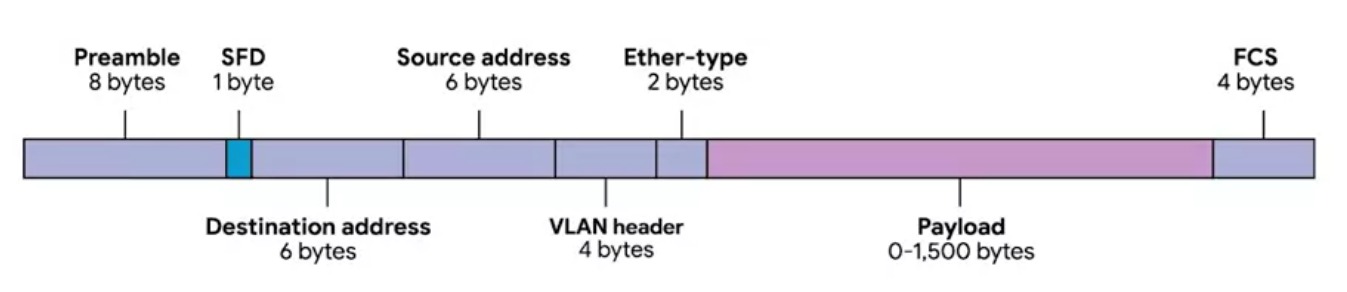 Preamble
8 bytes
SFD
1 byte
Source address
6 bytes
Ether-type
2 bytes
FCS
4 bytes
Destination address
6 bytes
VLAN header
4 bytes
Payload
0-1,500 bytes